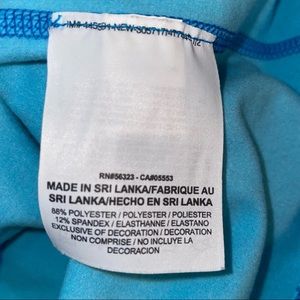 RN#56323 - CA#05553
MADE IN SRI LANKA/FABRIQUE AU
SRI LANKA/HECHO EN SRI LANKA
88% POLYESTER / POLYESTER / POLIESTER
12% SPANDEX / ELASTHANNE / ELASTANO
EXCLUSIVE OF DECORATION / DECORATION
NON COMPRISE / NO INCLUYE LA
DECORACION